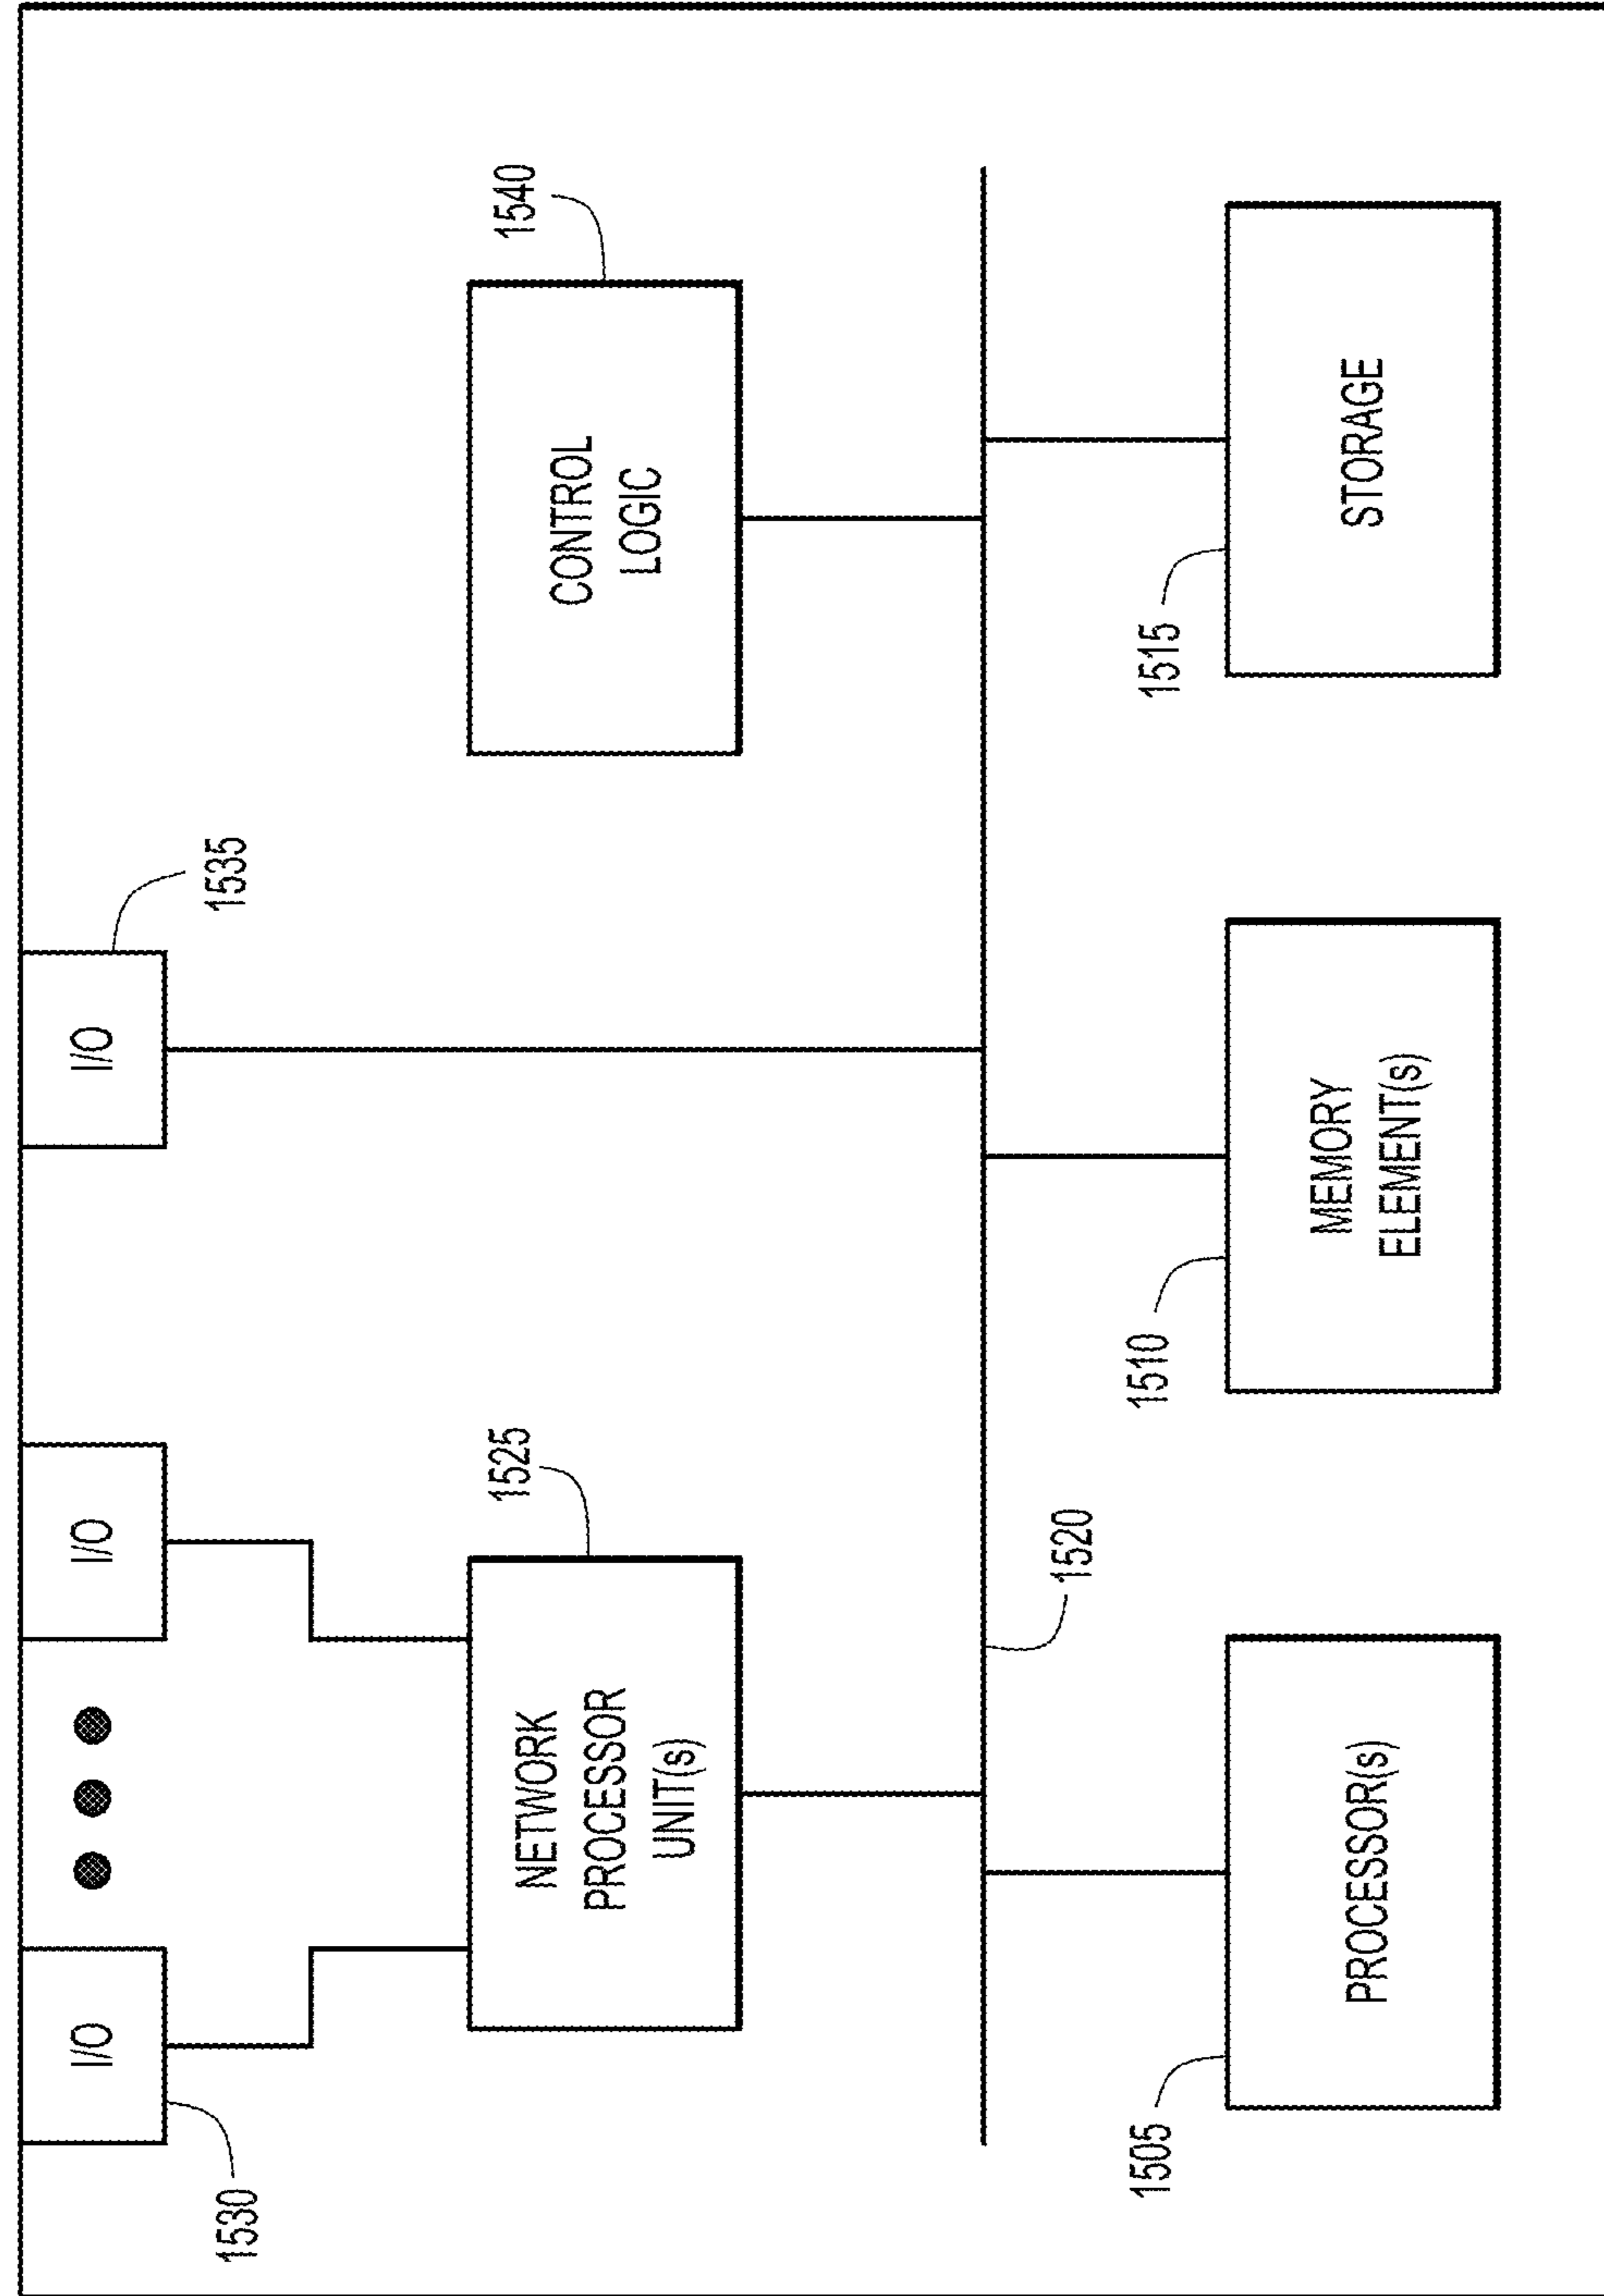 I/O
I/O
I/O
1530
1535
1525
1540
NETWORK
PROCESSOR
UNIT(s)
CONTROL
LOGIC
1520
1505
1510
1515
PROCESSOR(s)
MEMORY
ELEMENT(s)
STORAGE